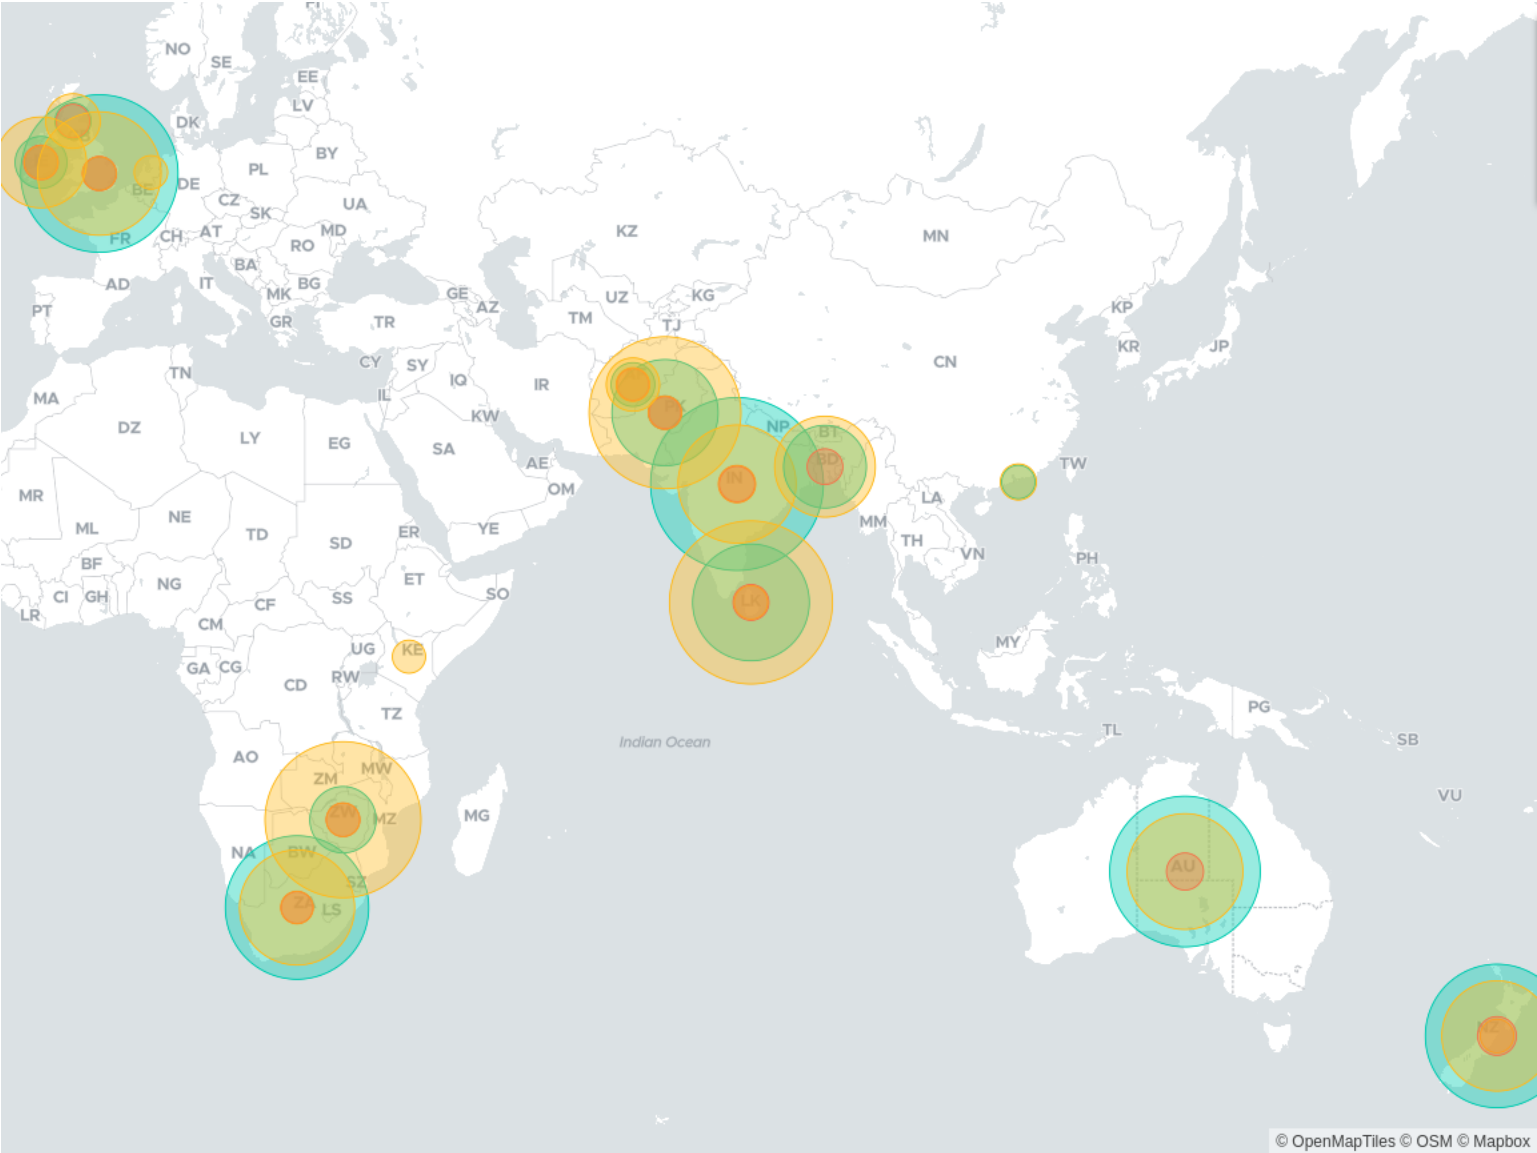 NO
SE
EE
LV
DK
BY
PL
DE
BE
CZ
UA
SK
MD
AT
CH
FR
RO
KZ
MN
BA
AD
IT
BG
MK
GE
KG
UZ
AZ
PT
GR
TR
TM
TJ
KP
KR
JP
CY
SY
CN
TN
IQ
IR
IL
MA
KW
PK
DZ
LY
EG
SA
NP
BT
AE
BD
TW
IN
OM
MR
LA
NE
ML
YE
MM
TD
ER
SD
TH
VN
BF
PH
NG
ET
CI
GH
CF
SS
SO
LK
LR
CM
UG
KE
MY
GA
CG
RW
CD
TZ
PG
TL
Indian Ocean
SB
AO
MW
ZM
VU
ZW
MZ
MG
NA
BW
AU
SZ
ZA
LS
NZ
© OpenMapTiles © OSM © Mapbox